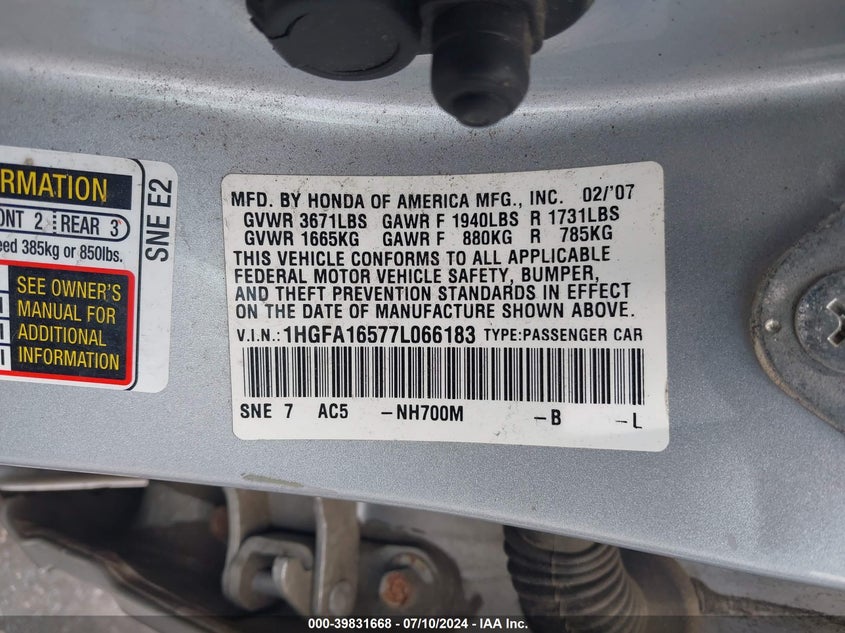 RMATION
ONT 2 REAR 3
eed 385kg or 850lbs.
SEE OWNER'S
MANUAL FOR
ADDITIONAL
INFORMATION
SNE E2
MFD. BY HONDA OF AMERICA MFG., INC. 02/'07
GVWR 3671LBS GAWR F 1940LBS R 1731LBS
GVWR 1665KG GAWR F 880KG R 785KG
THIS VEHICLE CONFORMS TO ALL APPLICABLE
FEDERAL MOTOR VEHICLE SAFETY, BUMPER,
AND THEFT PREVENTION STANDARDS IN EFFECT
ON THE DATE OF MANUFACTURE SHOWN ABOVE.
V.I.N.: 1HGFA16577L066183 TYPE:PASSENGER CAR
SNE 7 AC5 -NH700M -B -L
000-39831668 - 07/10/2024 - IAA Inc.